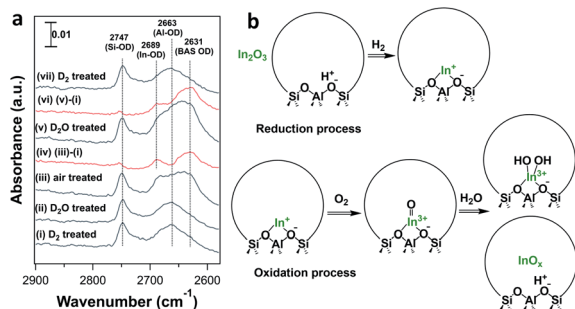 a
0.01
2747
(Si-OD)
2689
(In-OD)
2663
(Al-OD)
2631
(BAS OD)
(vii) D2 treated
(vi) (v)-(i)
(v) D2O treated
(iv) (iii)-(i)
(iii) air treated
(ii) D2O treated
(i) D2 treated
Absorbance (a.u.)
2900 2800 2700 2600
Wavenumber (cm-1)
b
In2O3
H+
O O-
Si Al Si
H2
In+
O O-
Si Al Si
Reduction process
In+
O O-
Si Al Si
O2
O
In3+
O O-
Si Al Si
H2O
HO OH
In3+
O O-
Si Al Si
Oxidation process
InOx
H+
O O-
Si Al Si